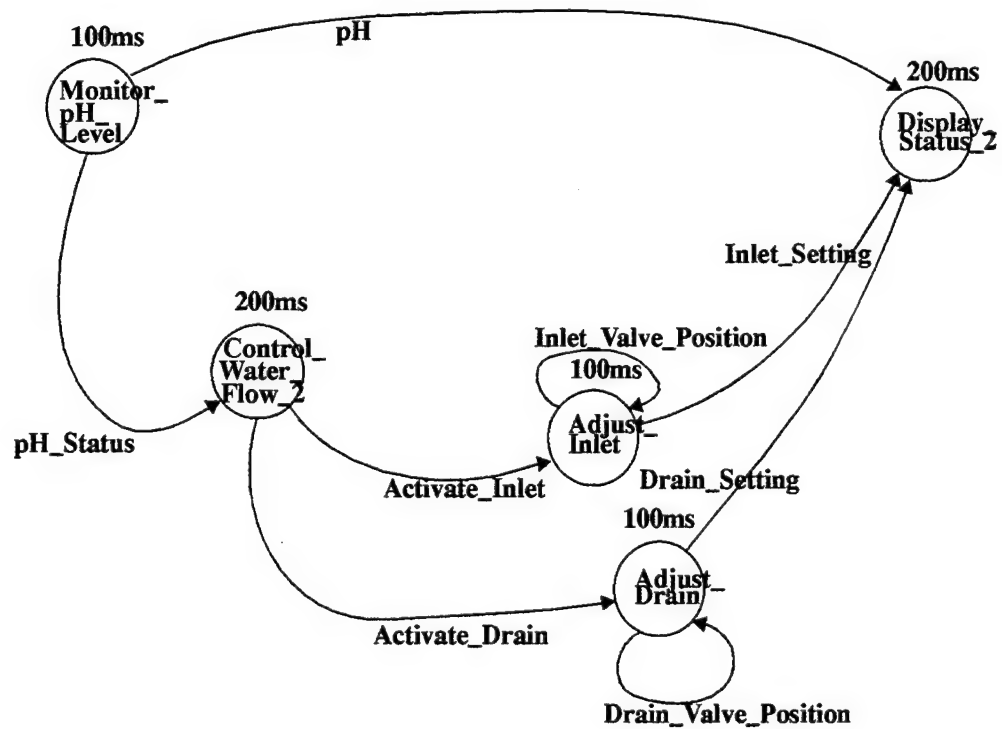 pH
100ms
Monitor_
pH_
Level
200ms
Display_
Status_2
Inlet_Setting
200ms
Control_
Water_
Flow_2
Inlet_Valve_Position
100ms
Adjust_
Inlet
pH_Status
Activate_Inlet
Drain_Setting
100ms
Adjust_
Drain
Activate_Drain
Drain_Valve_Position